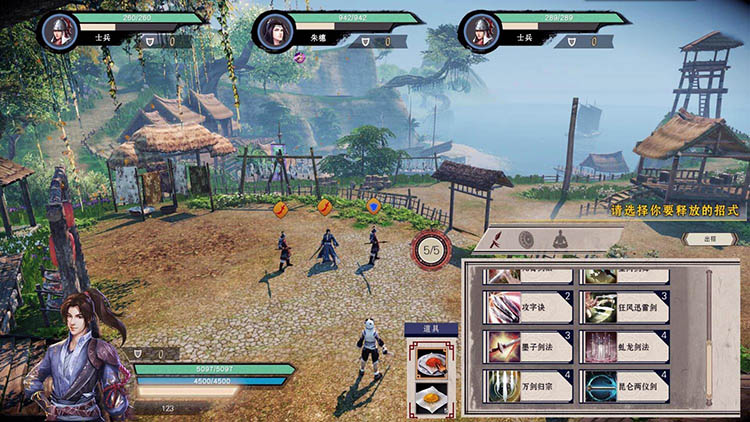 260/260
士兵
0
942/942
朱橞
0
289/289
士兵
0
请选择你要释放的招式
出招
5/5
攻字诀
2
狂风迅雷剑
3
墨子剑法
3
虬龙剑法
4
万剑归宗
4
昆仑两仪剑
4
道具
0
5097/5097
4500/4500
123